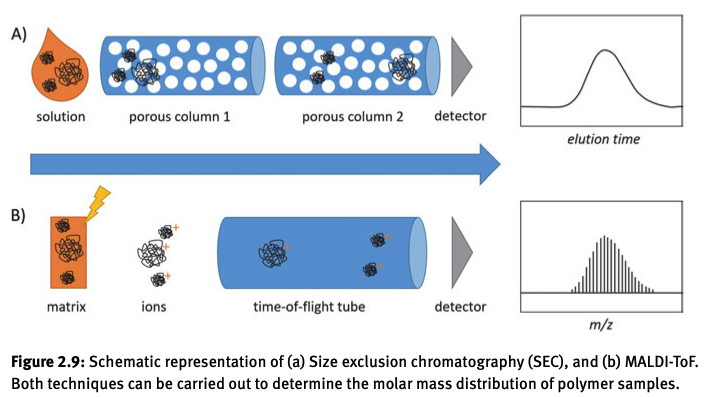 A)
solution
porous column 1
porous column 2
detector
elution time
B)
+
+
+
matrix
ions
time-of-flight tube
detector
m/z
Figure 2.9: Schematic representation of (a) Size exclusion chromatography (SEC), and (b) MALDI-ToF.
Both techniques can be carried out to determine the molar mass distribution of polymer samples.